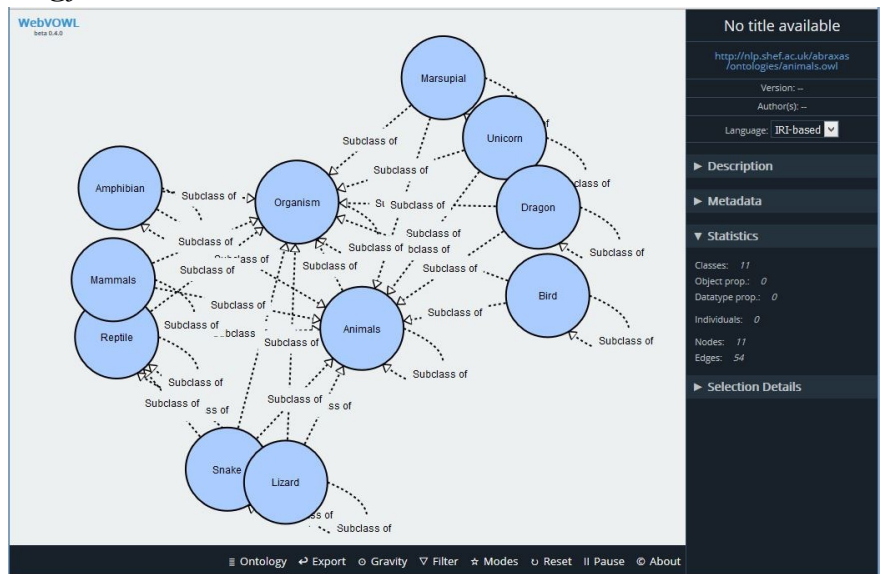 WebVOWL
beta 0.4.0
Marsupial
Unicorn
Subclass of
Amphibian
Subclass of
Organism
Subclass of
Subclass of
Dragon
Subclass of
Subclass of
Subclass of
Mammals
Subclass of
Subclass of
Bird
Subclass of
Subclass of
Animals
Reptile
Subclass of
Subclass of
Subclass of
Subclass of
Subclass of
Snake
Lizard
Subclass of
No title available
http://nlp.shef.ac.uk/abraxas
/ontologies/animals.owl
Version: --
Author(s): --
Language: IRI-based
Description
Metadata
Statistics
Classes: 11
Object prop.: 0
Datatype prop.: 0
Individuals: 0
Nodes: 11
Edges: 54
Selection Details
Ontology Export Gravity Filter Modes Reset Pause © About